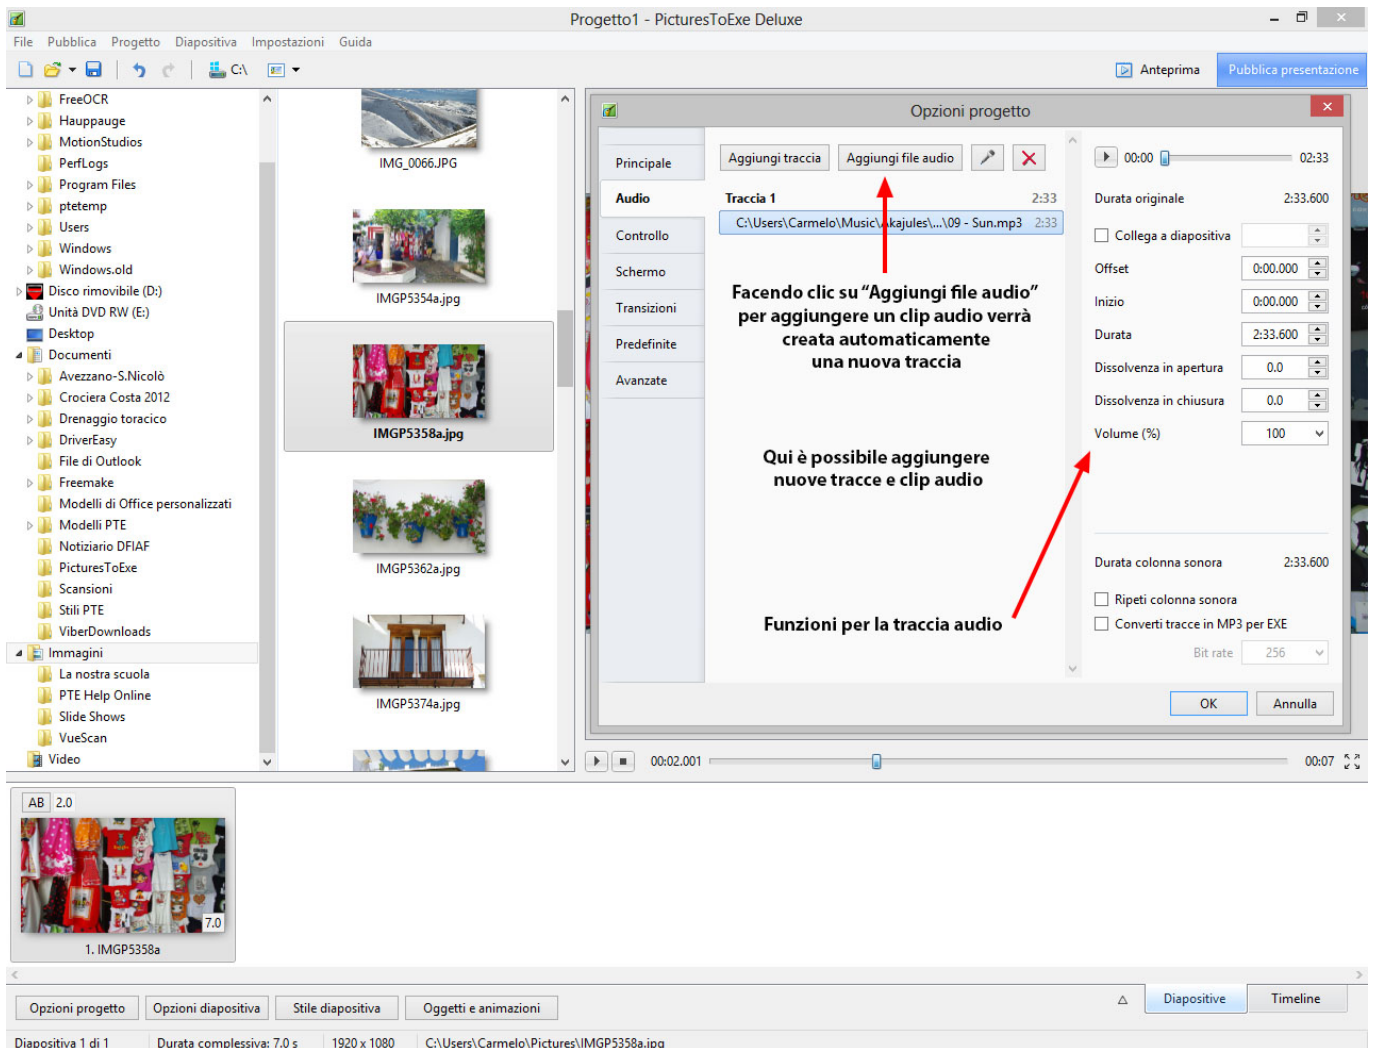 Progetto1 - PicturesToExe Deluxe
File Pubblica Progetto Diapositiva Impostazioni Guida
C:\
Anteprima
Pubblica presentazione
FreeOCR
Hauppauge
MotionStudios
PerfLogs
Program Files
ptetemp
Users
Windows
Windows.old
Disco rimovibile (D:)
Unità DVD RW (E:)
Desktop
Documenti
Avezzano-S.Nicolò
Crociera Costa 2012
Drenaggio toracico
DriverEasy
File di Outlook
Freemake
Modelli di Office personalizzati
Modelli PTE
Notiziario DFIAF
PicturesToExe
Scansioni
Stili PTE
ViberDownloads
Immagini
La nostra scuola
PTE Help Online
Slide Shows
VueScan
Video
IMG_0066.JPG
IMGP5354a.jpg
IMGP5358a.jpg
IMGP5362a.jpg
IMGP5374a.jpg
Opzioni progetto
Principale
Audio
Controllo
Schermo
Transizioni
Predefinite
Avanzate
Aggiungi traccia
Aggiungi file audio
Traccia 1 2:33
C:\Users\Carmelo\Music\Akajules\...\09 - Sun.mp3 2:33
Facendo clic su “Aggiungi file audio”
per aggiungere un clip audio verrà
creata automaticamente
una nuova traccia
Qui è possibile aggiungere
nuove tracce e clip audio
Funzioni per la traccia audio
00:00 02:33
Durata originale 2:33.600
Collega a diapositiva
Offset 0:00.000
Inizio 0:00.000
Durata 2:33.600
Dissolvenza in apertura 0.0
Dissolvenza in chiusura 0.0
Volume (%) 100
Durata colonna sonora 2:33.600
Ripeti colonna sonora
Converti tracce in MP3 per EXE
Bit rate 256
OK
Annulla
00:02.001 00:07
AB 2.0
7.0
1. IMGP5358a
Opzioni progetto
Opzioni diapositiva
Stile diapositiva
Oggetti e animazioni
Diapositive
Timeline
Diapositiva 1 di 1 Durata complessiva: 7.0 s 1920 x 1080 C:\Users\Carmelo\Pictures\IMGP5358a.jpg